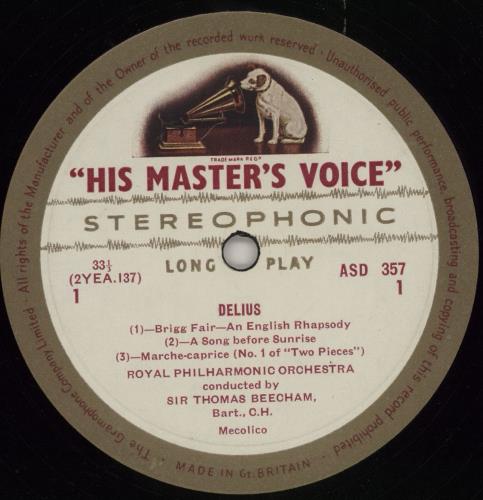 All rights of the Manufacturer and of the Owner of the recorded work reserved · Unauthorised public performance, broadcasting and copying of this record prohibited · The Gramophone Company Limited ·
TRADE MARK REGD
“HIS MASTER'S VOICE”
STEREOPHONIC
LONG PLAY
33⅓
(2YEA.137)
1
ASD 357
1
DELIUS
(1)—Brigg Fair—An English Rhapsody
(2)—A Song before Sunrise
(3)—Marche-caprice (No. 1 of “Two Pieces”)
ROYAL PHILHARMONIC ORCHESTRA
conducted by
SIR THOMAS BEECHAM,
Bart., C.H.
Mecolico
MADE IN Gt. BRITAIN